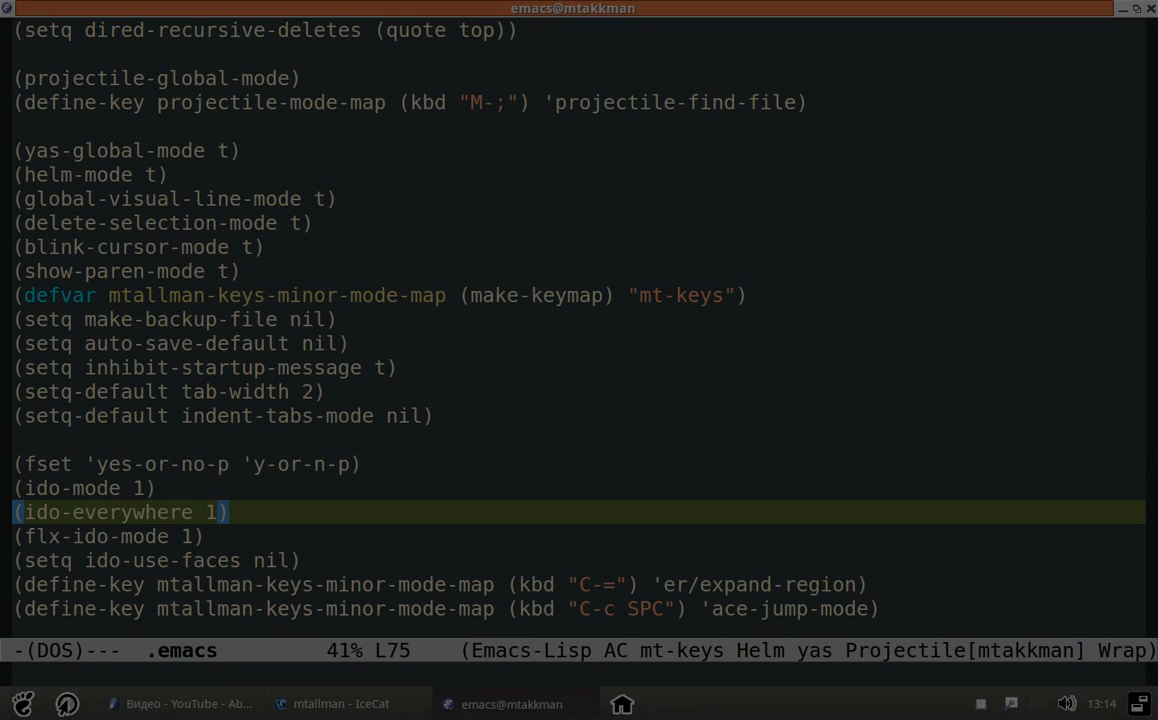 emacs@mtakkman
(setq dired-recursive-deletes (quote top))
(projectile-global-mode)
(define-key projectile-mode-map (kbd "M-;") 'projectile-find-file)
(yas-global-mode t)
(helm-mode t)
(global-visual-line-mode t)
(delete-selection-mode t)
(blink-cursor-mode t)
(show-paren-mode t)
(defvar mtallman-keys-minor-mode-map (make-keymap) "mt-keys")
(setq make-backup-file nil)
(setq auto-save-default nil)
(setq inhibit-startup-message t)
(setq-default tab-width 2)
(setq-default indent-tabs-mode nil)
(fset 'yes-or-no-p 'y-or-n-p)
(ido-mode 1)
(ido-everywhere 1)
(flx-ido-mode 1)
(setq ido-use-faces nil)
(define-key mtallman-keys-minor-mode-map (kbd "C-=") 'er/expand-region)
(define-key mtallman-keys-minor-mode-map (kbd "C-c SPC") 'ace-jump-mode)
-(DOS)--- .emacs 41% L75 (Emacs-Lisp AC mt-keys Helm yas Projectile[mtakkman] Wrap)
Видео - YouTube - Ab... mtallman - IceCat emacs@mtakkman 13:14